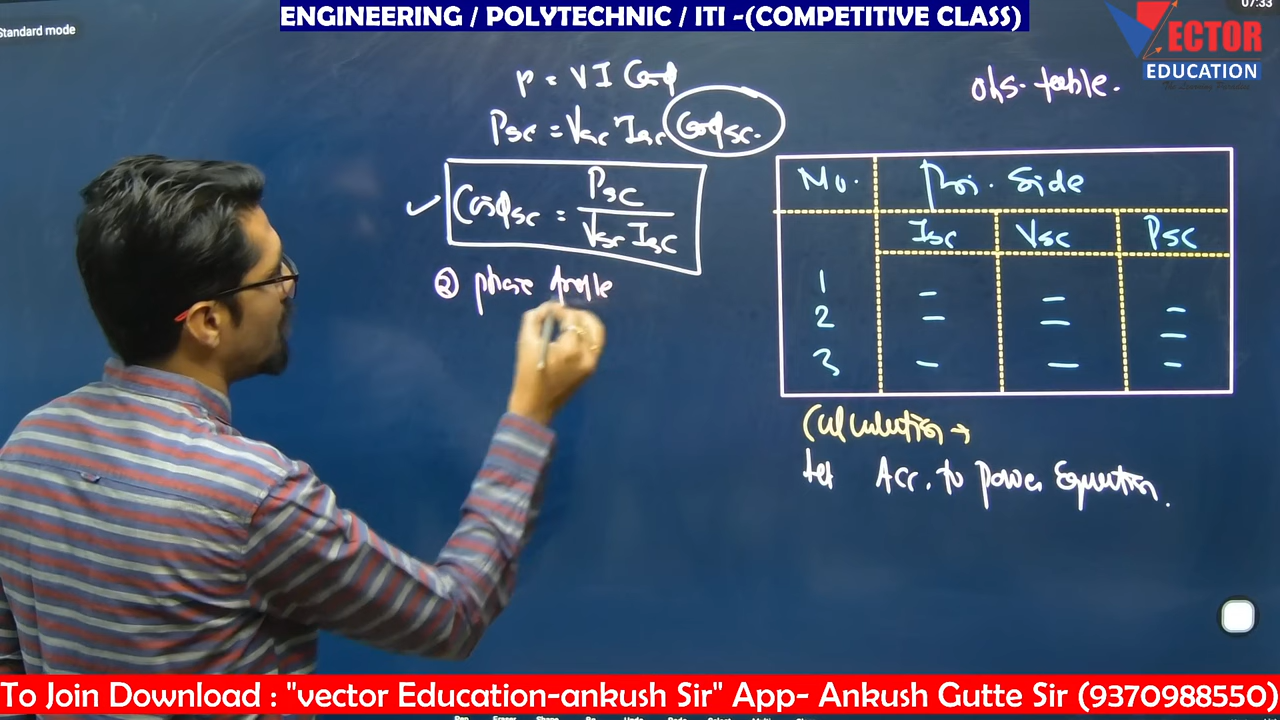 ENGINEERING / POLYTECHNIC / ITI -(COMPETITIVE CLASS)
07:33
Standard mode
VECTOR
EDUCATION
P = V I Cosφ
Psc = Vsc Isc Cosφsc.
Cosφsc = Psc / Vsc Isc
② phase Angle
obs. table.
Pri. Side
Isc Vsc Psc
1 – –
2 – – –
3 – – –
Calculation →
Acc. to power Equation.
To Join Download : "vector Education-ankush Sir" App- Ankush Gutte Sir (9370988550)